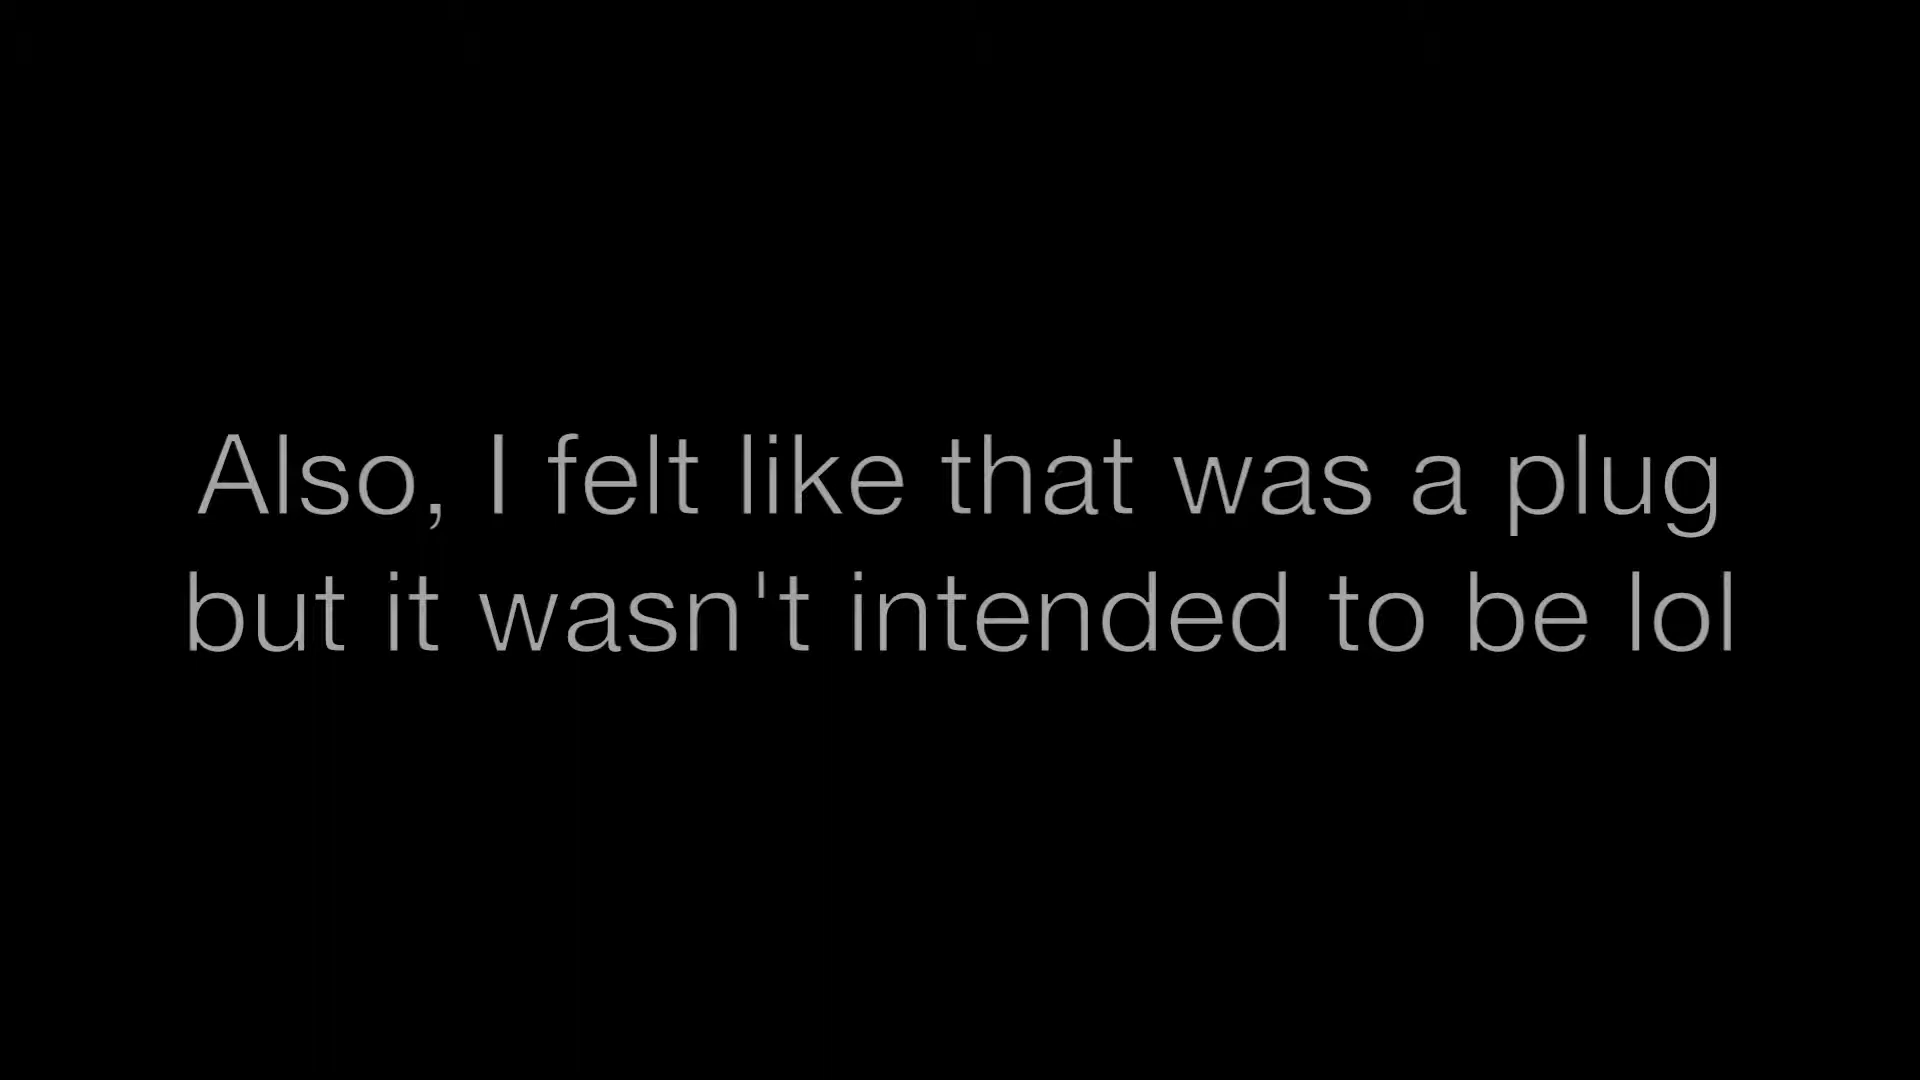 Also, I felt like that was a plug
but it wasn't intended to be lol